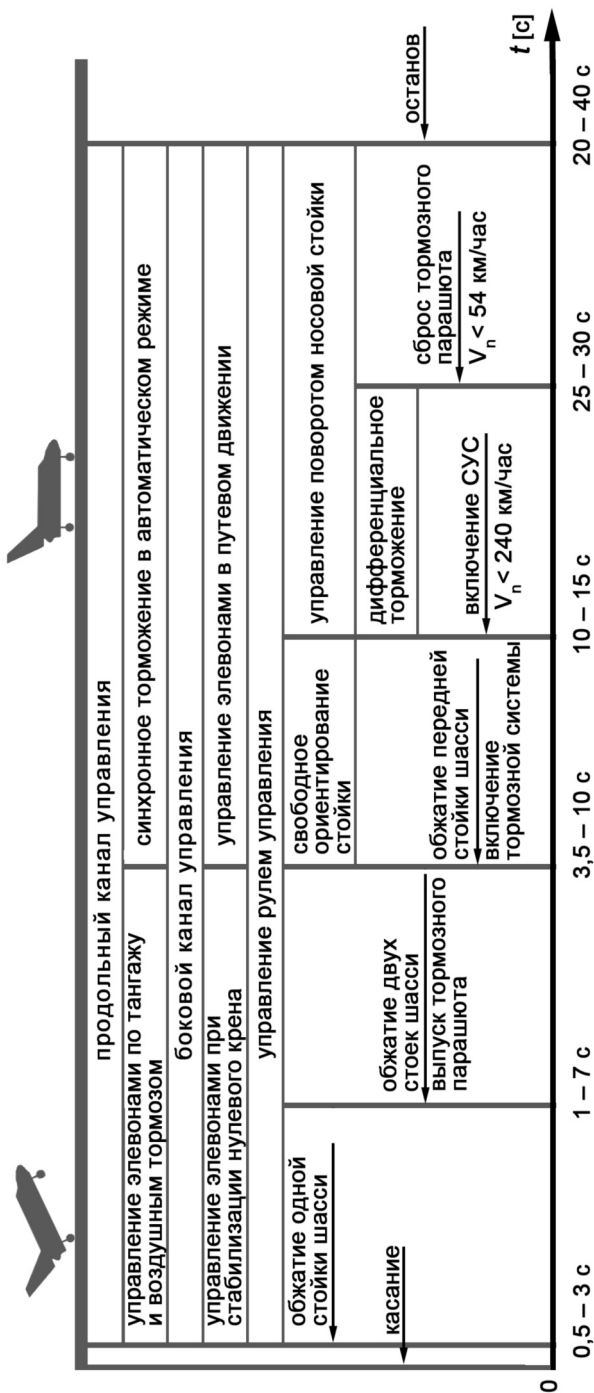 продольный канал управления
управление элевонами по тангажу
и воздушным тормозом
синхронное торможение в автоматическом режиме
боковой канал управления
управление элевонами при
стабилизации нулевого крена
управление элевонами в путевом движении
управление рулем управления
обжатие одной
стойки шасси
свободное
ориентирование
стойки
управление поворотом носовой стойки
касание
обжатие двух
стоек шасси
выпуск тормозного
парашюта
обжатие передней
стойки шасси
включение
тормозной системы
дифференциальное
торможение
включение СУС
Vn < 240 км/час
сброс тормозного
парашюта
Vn < 54 км/час
останов
t [с]
0
0,5 – 3 с
1 – 7 с
3,5 – 10 с
10 – 15 с
25 – 30 с
20 – 40 с